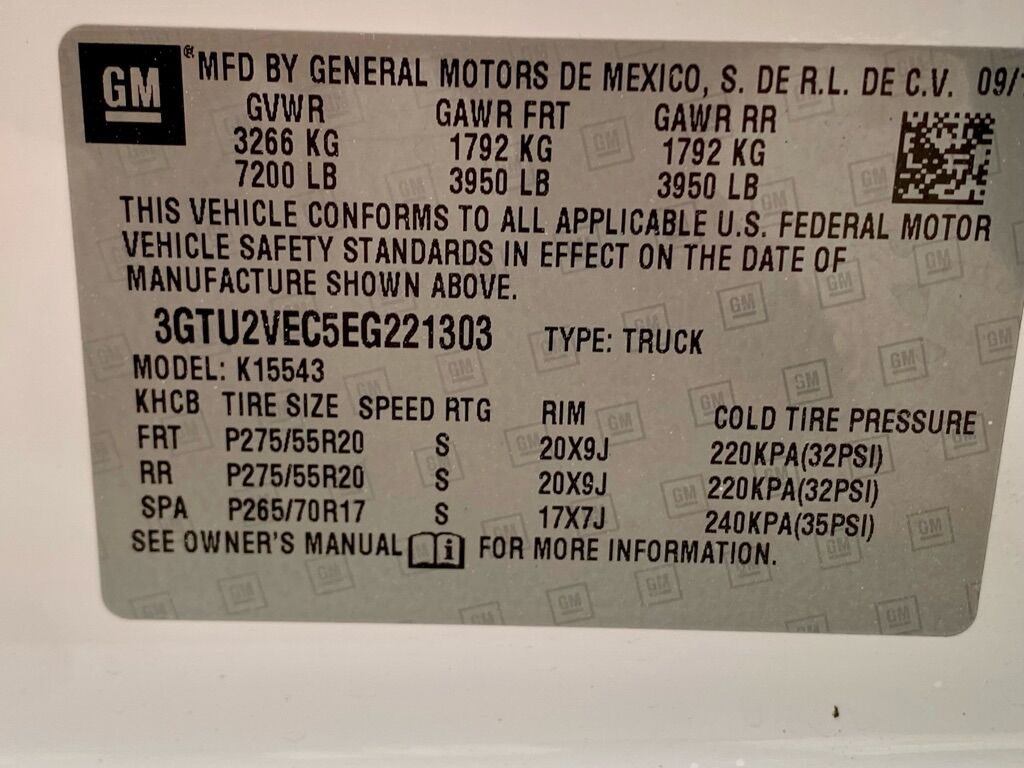 GM® MFD BY GENERAL MOTORS DE MEXICO, S. DE R.L. DE C.V. 09/
GVWR GAWR FRT GAWR RR
3266 KG 1792 KG 1792 KG
7200 LB 3950 LB 3950 LB
THIS VEHICLE CONFORMS TO ALL APPLICABLE U.S. FEDERAL MOTOR
VEHICLE SAFETY STANDARDS IN EFFECT ON THE DATE OF
MANUFACTURE SHOWN ABOVE.
3GTU2VEC5EG221303 TYPE: TRUCK
MODEL: K15543
KHCB TIRE SIZE SPEED RTG RIM COLD TIRE PRESSURE
FRT P275/55R20 S 20X9J 220KPA(32PSI)
RR P275/55R20 S 20X9J 220KPA(32PSI)
SPA P265/70R17 S 17X7J 240KPA(35PSI)
SEE OWNER'S MANUAL i FOR MORE INFORMATION.